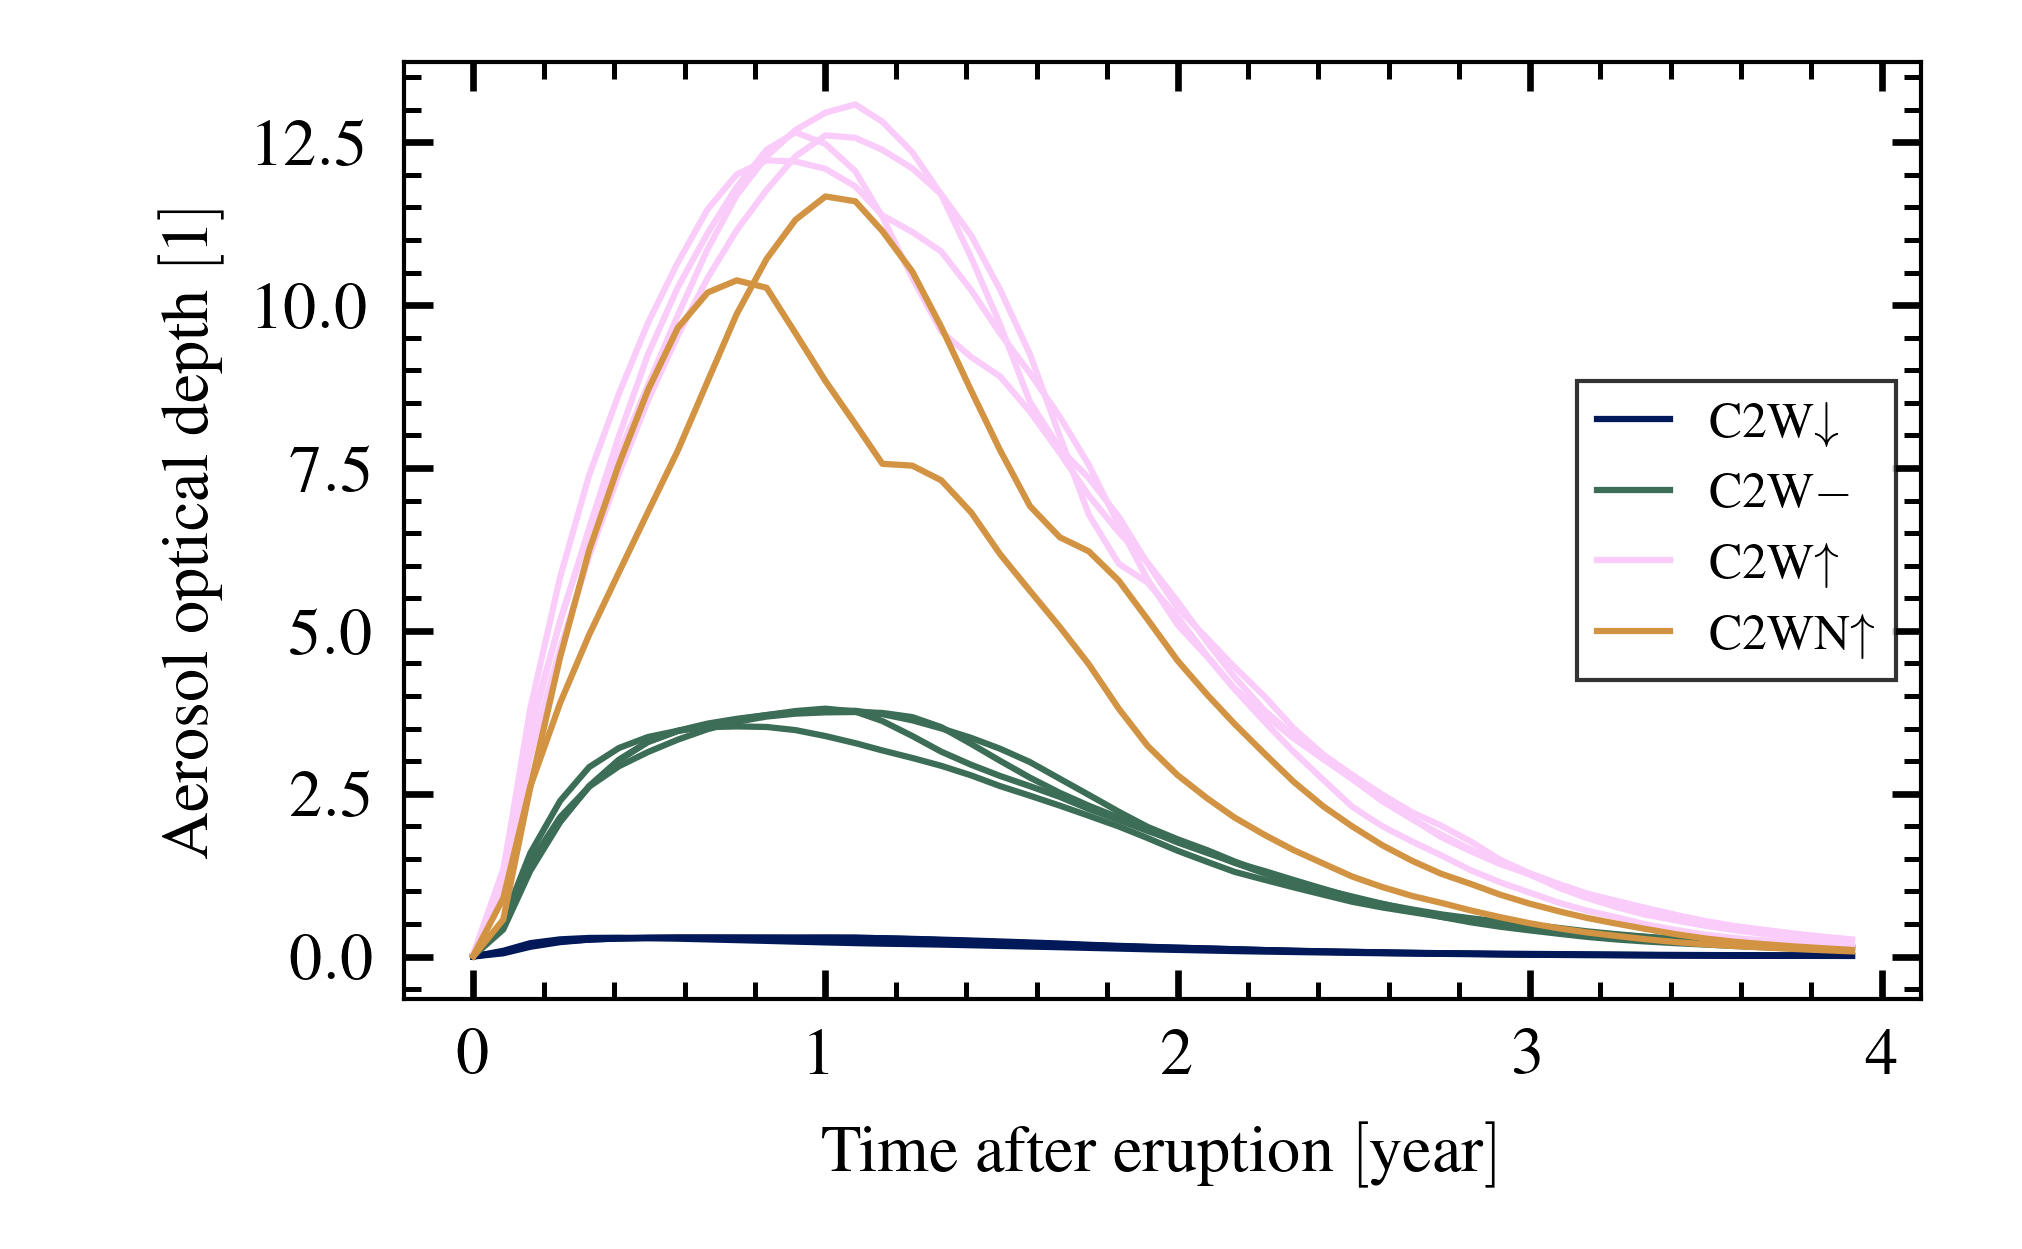 Aerosol optical depth [1]
12.5
10.0
7.5
5.0
2.5
0.0
0 1 2 3 4
Time after eruption [year]
C2W↓
C2W−
C2W↑
C2WN↑